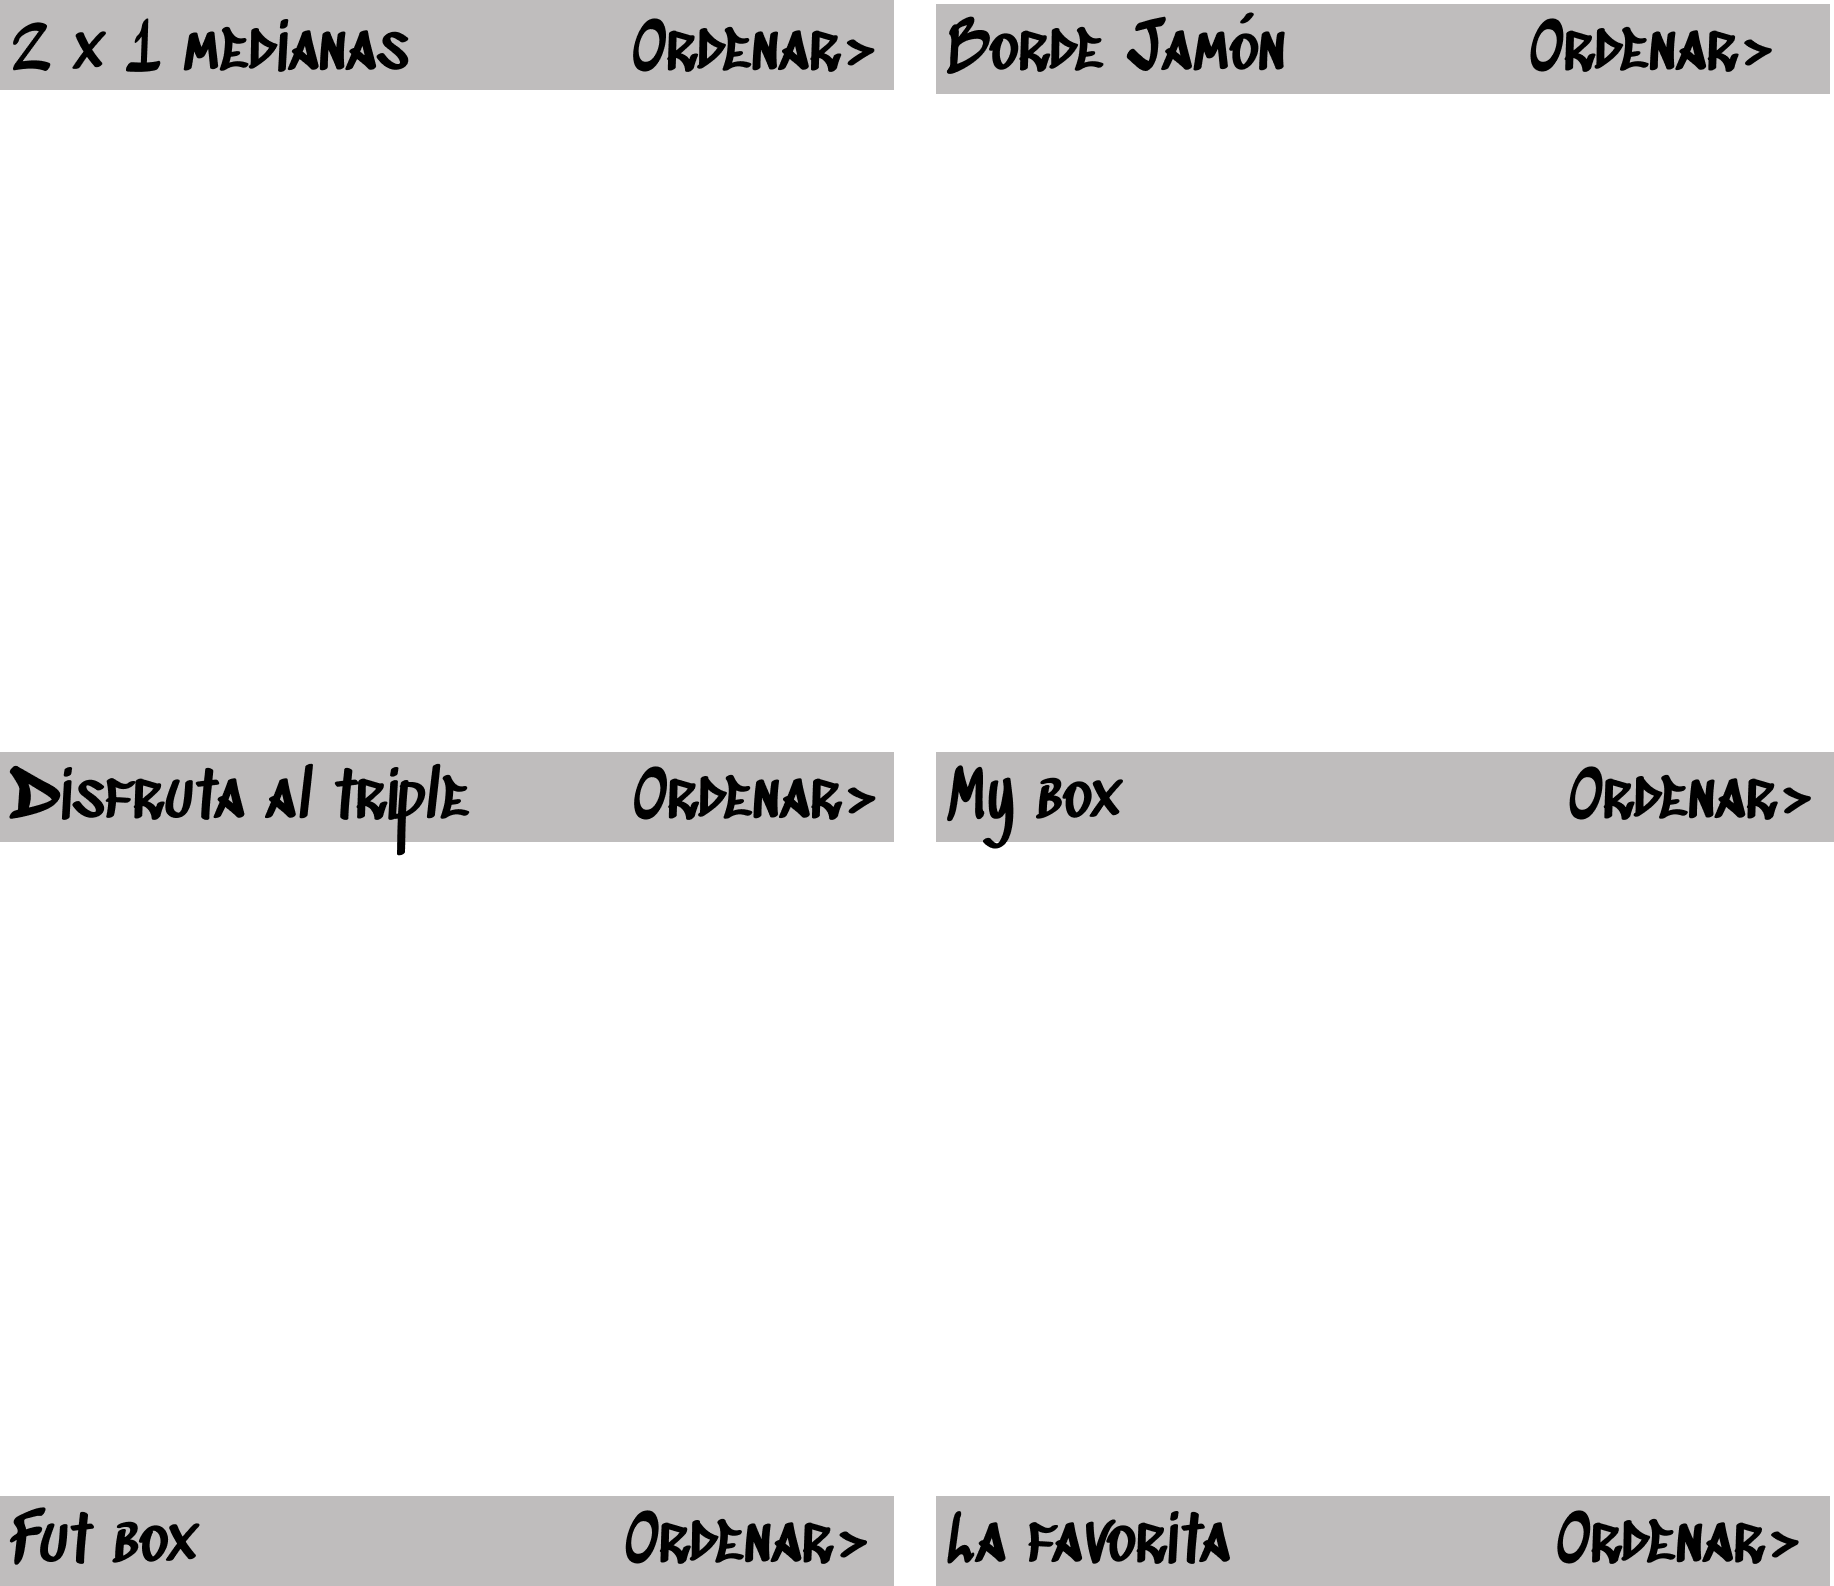 2 x 1 medianas Ordenar>
Borde Jamón Ordenar>
Disfruta al triple Ordenar>
My box Ordenar>
Fut box Ordenar>
La favorita Ordenar>